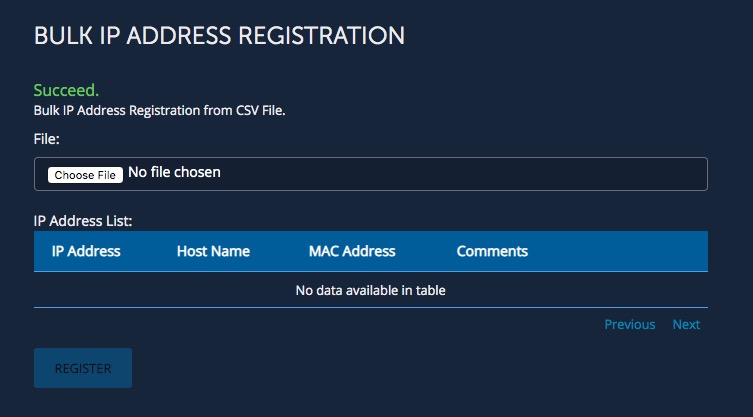 BULK IP ADDRESS REGISTRATION
Succeed.
Bulk IP Address Registration from CSV File.
File:
Choose File No file chosen
IP Address List:
IP Address Host Name MAC Address Comments
No data available in table
Previous Next
REGISTER